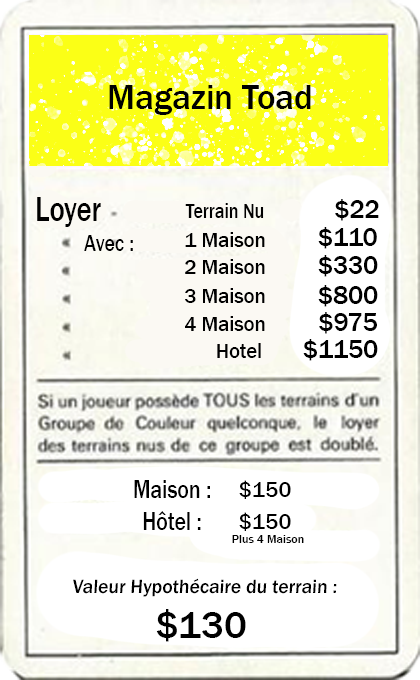 Magazin Toad
Loyer - Terrain Nu $22
« Avec : 1 Maison $110
« 2 Maison $330
« 3 Maison $800
« 4 Maison $975
« Hotel $1150
Si un joueur possède TOUS les terrains d'un
Groupe de Couleur quelconque, le loyer
des terrains nus de ce groupe est doublé.
Maison : $150
Hôtel : $150
Plus 4 Maison
Valeur Hypothécaire du terrain :
$130